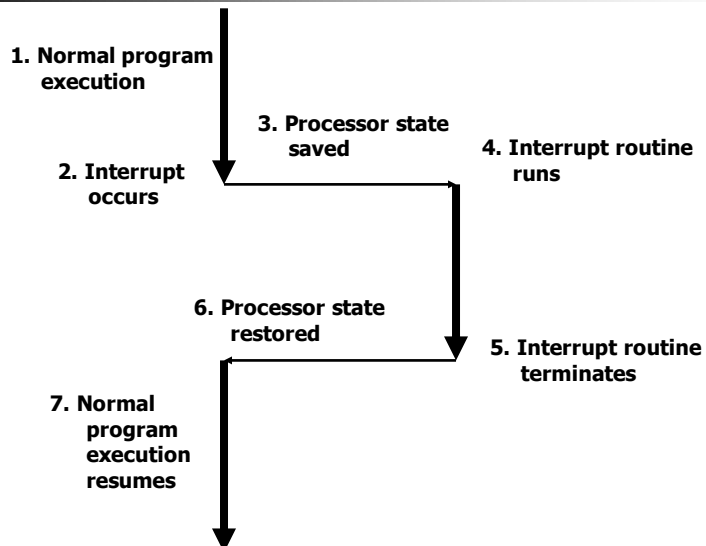 1. Normal program
execution
2. Interrupt
occurs
3. Processor state
saved
4. Interrupt routine
runs
5. Interrupt routine
terminates
6. Processor state
restored
7. Normal
program
execution
resumes